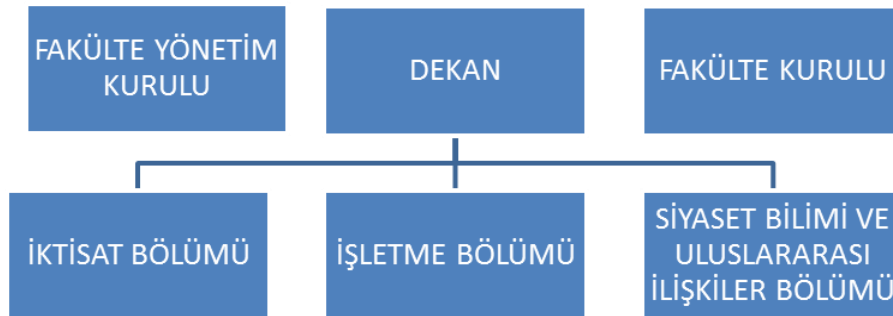 FAKÜLTE YÖNETİM
KURULU
DEKAN
FAKÜLTE KURULU
İKTİSAT BÖLÜMÜ
İŞLETME BÖLÜMÜ
SİYASET BİLİMİ VE
ULUSLARARASI
İLİŞKİLER BÖLÜMÜ